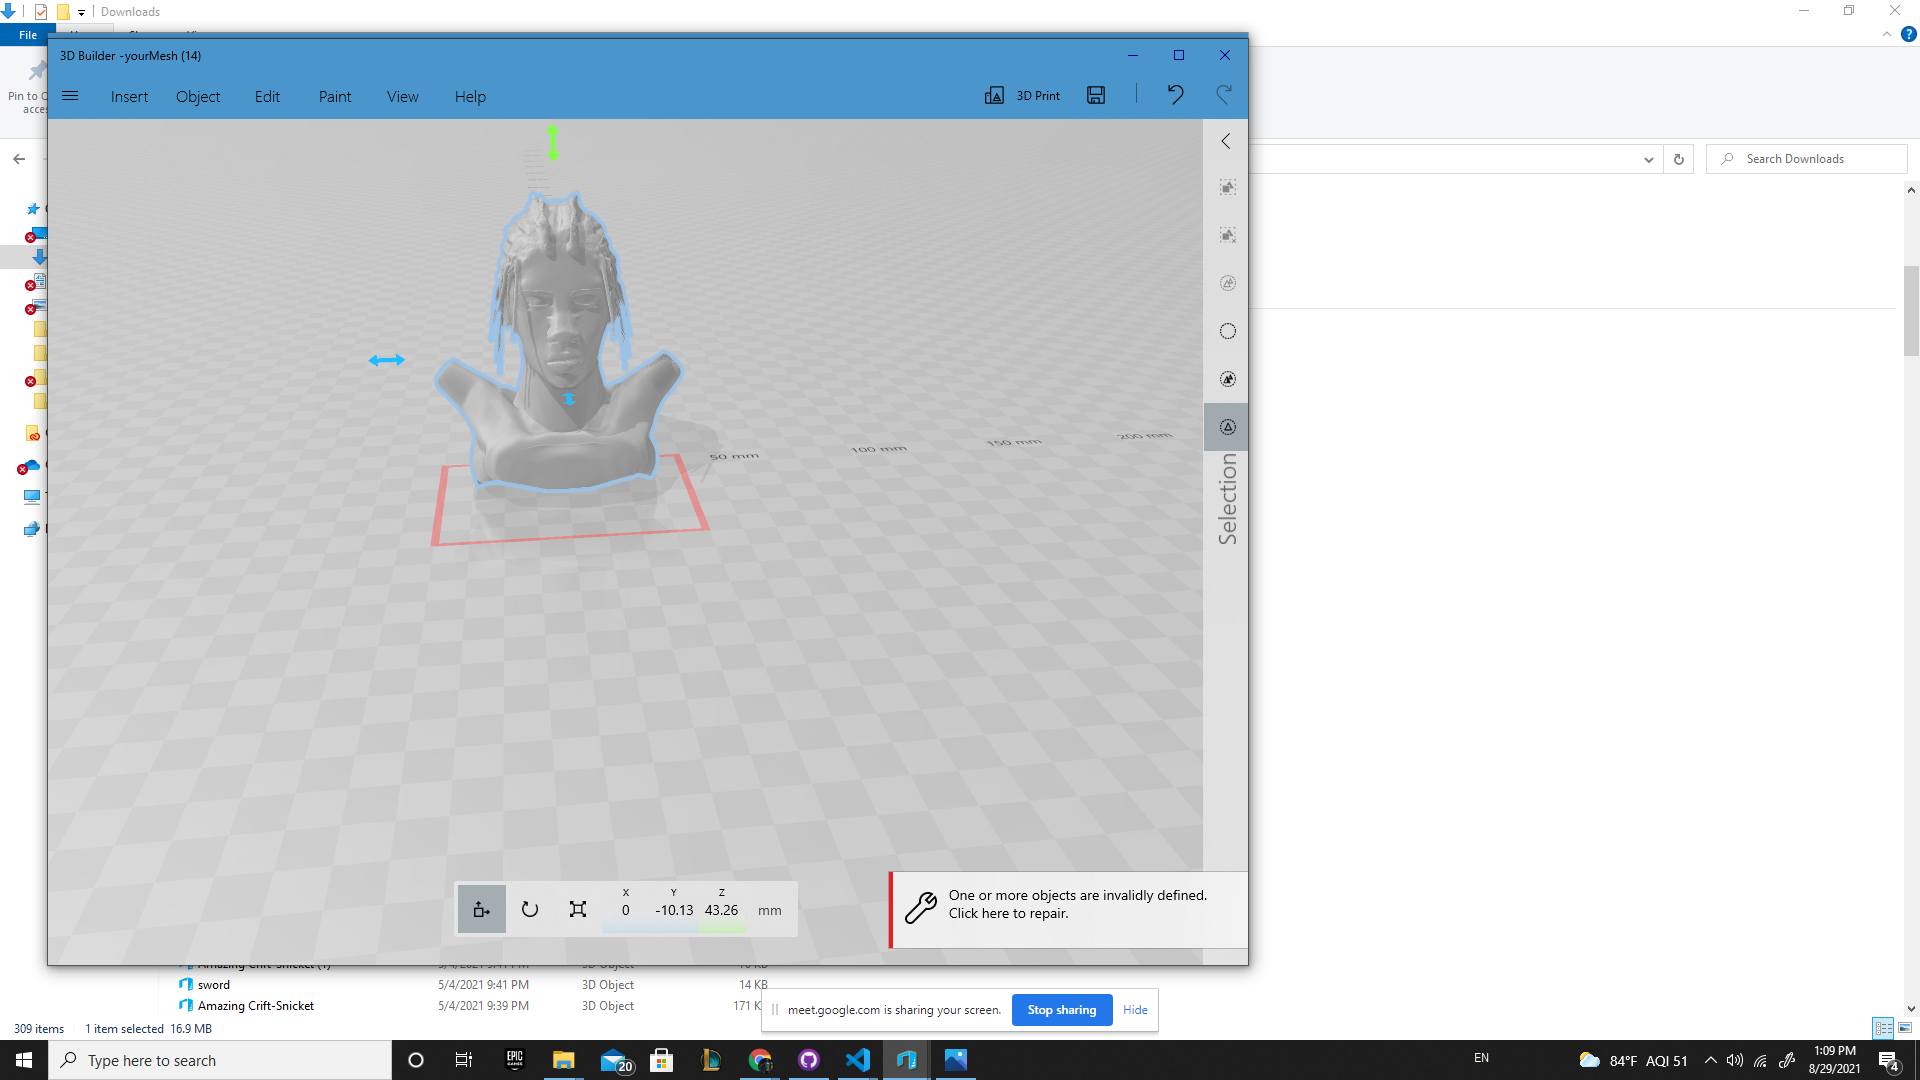 Downloads
File
3D Builder -yourMesh (14)
Insert
Object
Edit
Paint
View
Help
3D Print
Search Downloads
50 mm
100 mm
150 mm
200 mm
Selection
X
Y
Z
0
-10.13
43.26
mm
One or more objects are invalidly defined.
Click here to repair.
sword
5/4/2021 9:41 PM
3D Object
14 KB
Amazing Crift-Snicket
5/4/2021 9:39 PM
3D Object
171
meet.google.com is sharing your screen.
Stop sharing
Hide
309 items
1 item selected
16.9 MB
Type here to search
EPIC
GAMES
20
EN
84°F
AQI 51
1:09 PM
8/29/2021
4